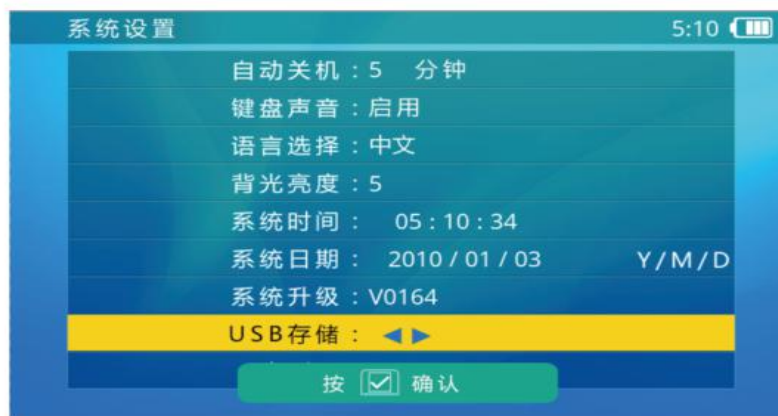 系统设置 5:10
自动关机:5 分钟
键盘声音:启用
语言选择:中文
背光亮度:5
系统时间: 05:10:34
系统日期: 2010/01/03 Y/M/D
系统升级:V0164
USB存储:
按 确认